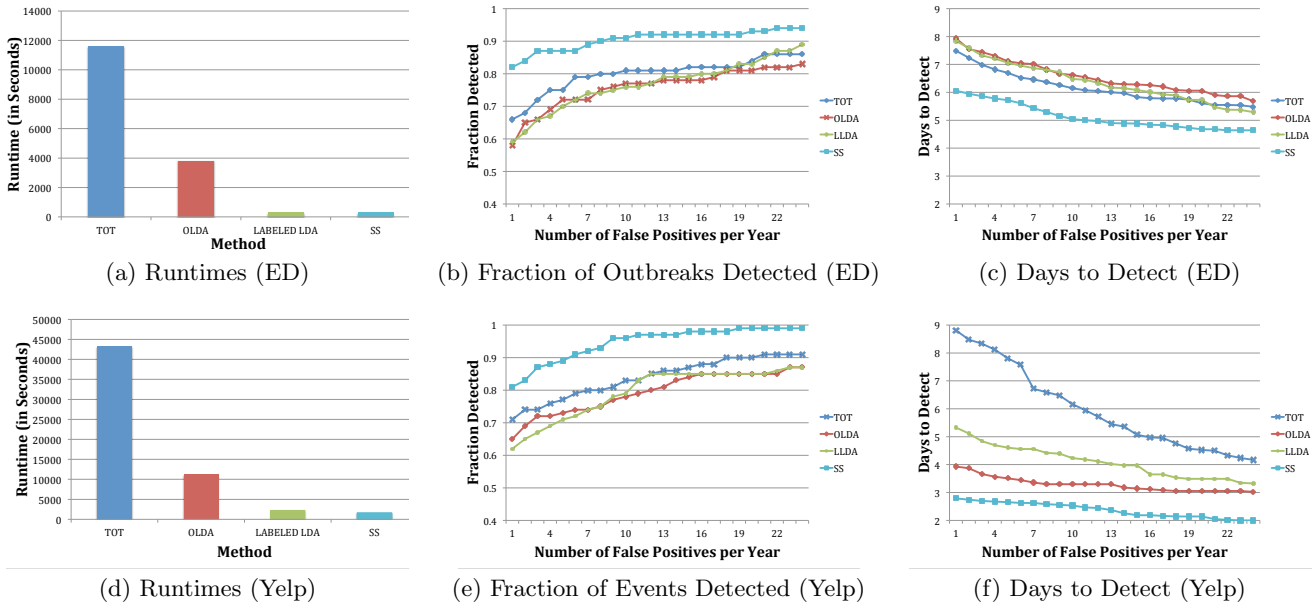 14000
12000
10000
8000
6000
4000
2000
0
Runtime (in Seconds)
TOT OLDA LABELED LDA SS
Method
(a) Runtimes (ED)
1
0.9
0.8
0.7
0.6
0.5
0.4
Fraction Detected
1 4 7 10 13 16 19 22
Number of False Positives per Year
TOT
OLDA
LLDA
SS
(b) Fraction of Outbreaks Detected (ED)
9
8
7
6
5
4
3
2
Days to Detect
1 4 7 10 13 16 19 22
Number of False Positives per Year
TOT
OLDA
LLDA
SS
(c) Days to Detect (ED)
50000
45000
40000
35000
30000
25000
20000
15000
10000
5000
0
Runtime (in Seconds)
TOT OLDA LABELED LDA SS
Method
(d) Runtimes (Yelp)
1
0.9
0.8
0.7
0.6
0.5
0.4
Fraction Detected
1 4 7 10 13 16 19 22
Number of False Positives per Year
TOT
OLDA
LLDA
SS
(e) Fraction of Events Detected (Yelp)
9
8
7
6
5
4
3
2
Days to Detect
1 4 7 10 13 16 19 22
Number of False Positives per Year
TOT
OLDA
LLDA
SS
(f) Days to Detect (Yelp)